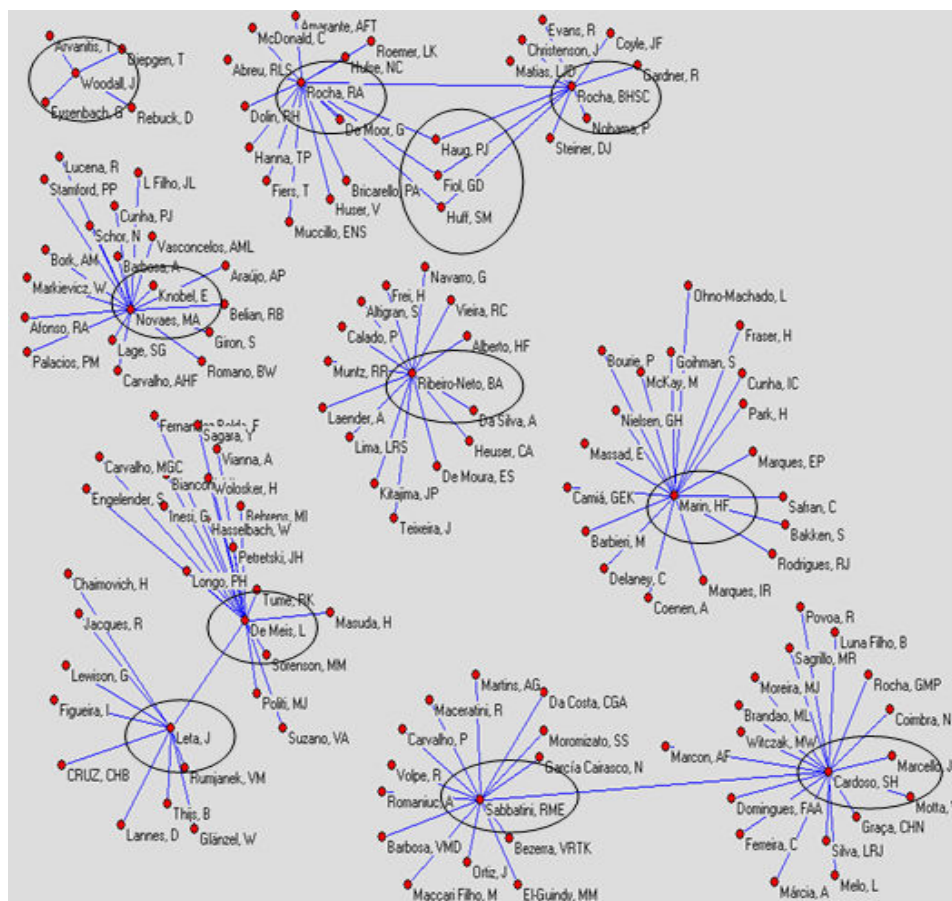 Arvanitis, T
Djepgen, T
Woodall, J
Eysenbach, G
Rebuck, D
Amarante, AFT
McDonald, C
Roemer, LK
Hulse, NC
Abreu, RLS
Rocha, RA
Dolin, RH
De Moor, G
Hanna, TP
Fiers, T
Bricarello, PA
Huser, V
Muccillo, ENS
Haug, PJ
Fiol, GD
Huff, SM
Evans, R
Coyle, JF
Christenson, J
Matias, LJD
Gardner, R
Rocha, BHSC
Nohama, P
Steiner, DJ
Lucena, R
L Filho, JL
Stamford, PP
Cunha, PJ
Schor, N
Vasconcelos, AML
Bork, AM
Barbosa, A
Araújo, AP
Markievicz, W
Knobel, E
Novaes, MA
Belian, RB
Afonso, RA
Giron, S
Palacios, PM
Lage, SG
Romano, BW
Carvalho, AHF
Navarro, G
Frei, H
Altigran, S
Vieira, RC
Calado, P
Alberto, HF
Muntz, RR
Ribeiro-Neto, BA
Laender, A
Da Silva, A
Lima, LRS
Heuser, CA
De Moura, ES
Kitajima, JP
Teixeira, J
Ohno-Machado, L
Fraser, H
Bourie, P
Goihman, S
McKay, M
Cunha, IC
Nielsen, GH
Park, H
Massad, E
Marques, EP
Camiá, GEK
Marin, HF
Safran, C
Barbieri, M
Bakken, S
Rodrigues, RJ
Delaney, C
Marques, IR
Coenen, A
Sagara, Y
Vianna, A
Carvalho, MGC
Wolosker, H
Engelender, S
Inesi, G
Behrens, MI
Hasselbach, W
Petretski, JH
Longo, PH
Tume, RK
Masuda, H
De Meis, L
Sorenson, MM
Politi, MJ
Suzano, VA
Chaimovich, H
Jacques, R
Lewison, G
Figueira, I
Leta, J
CRUZ, CHB
Rumjanek, VM
Thijs, B
Lannes, D
Glänzel, W
Martins, AG
Da Costa, CGA
Maceratini, R
Carvalho, P
Moromizato, SS
Volpe, R
García Cairasco, N
Romaniuc, A
Sabbatini, RME
Barbosa, VMD
Bezerra, VRTK
Ortiz, J
Maccari Filho, M
El-Guindy, MM
Povoa, R
Luna Filho, B
Sagrillo, MR
Moreira, MJ
Rocha, GMP
Brandao, ML
Coimbra, N
Witczak, MW
Marcon, AF
Marcello, J
Cardoso, SH
Motta,
Domingues, FAA
Graça, CHN
Ferreira, C
Silva, LRJ
Márcia, A
Melo, L